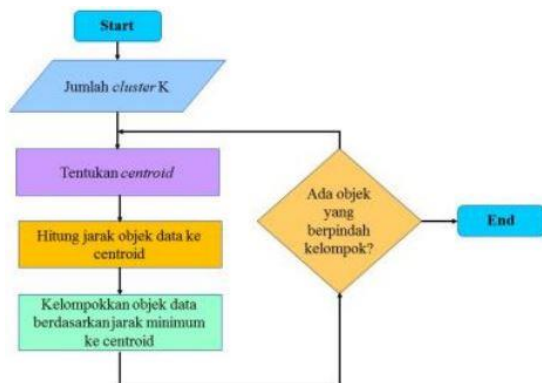 Start
Jumlah cluster K
Tentukan centroid
Hitung jarak objek data ke
centroid
Kelompokkan objek data
berdasarkan jarak minimum
ke centroid
Ada objek
yang
berpindah
kelompok?
End